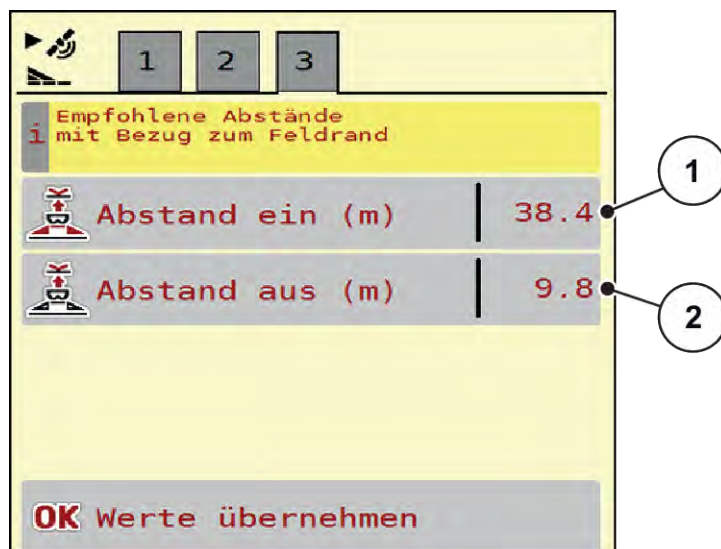 1 2 3
i Empfohlene Abstände
mit Bezug zum Feldrand
Abstand ein (m) 38.4
1
Abstand aus (m) 9.8
2
OK Werte übernehmen